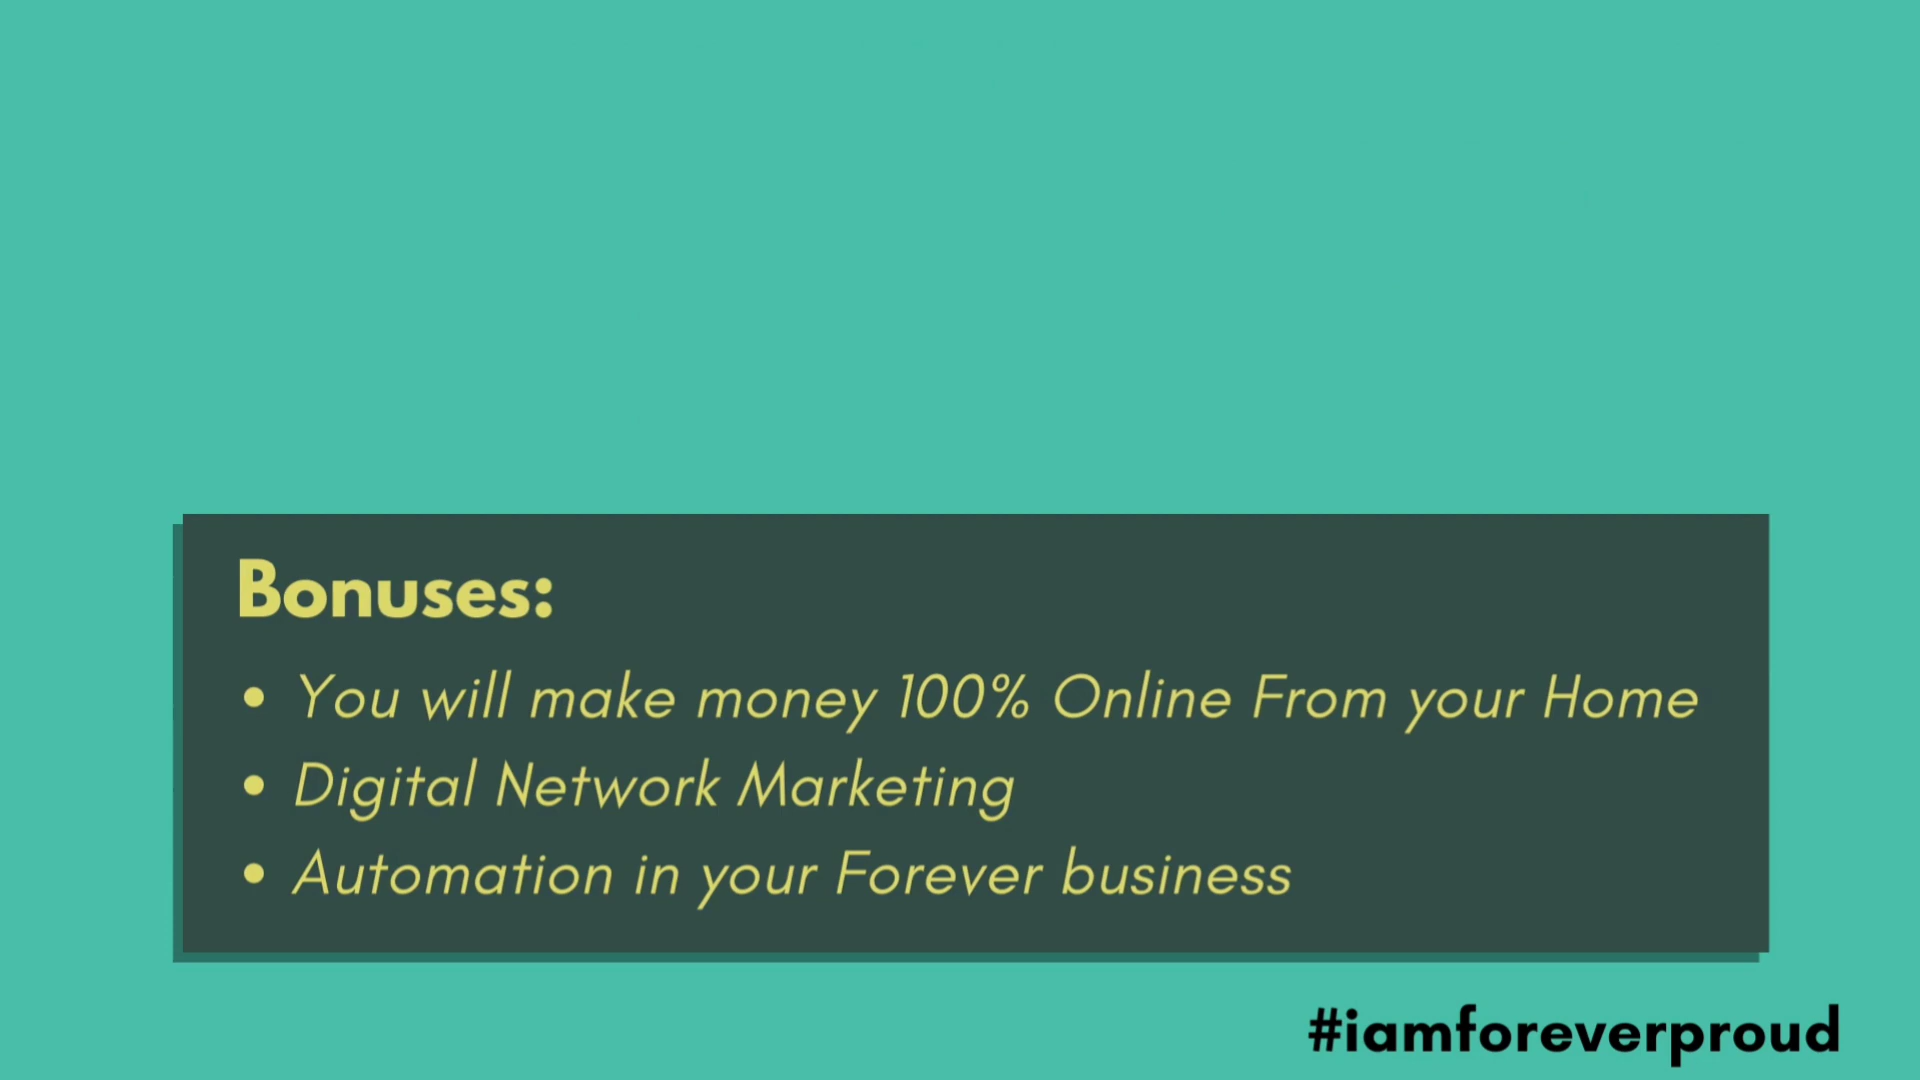 Bonuses:
• You will make money 100% Online From your Home
• Digital Network Marketing
• Automation in your Forever business
#iamforeverproud